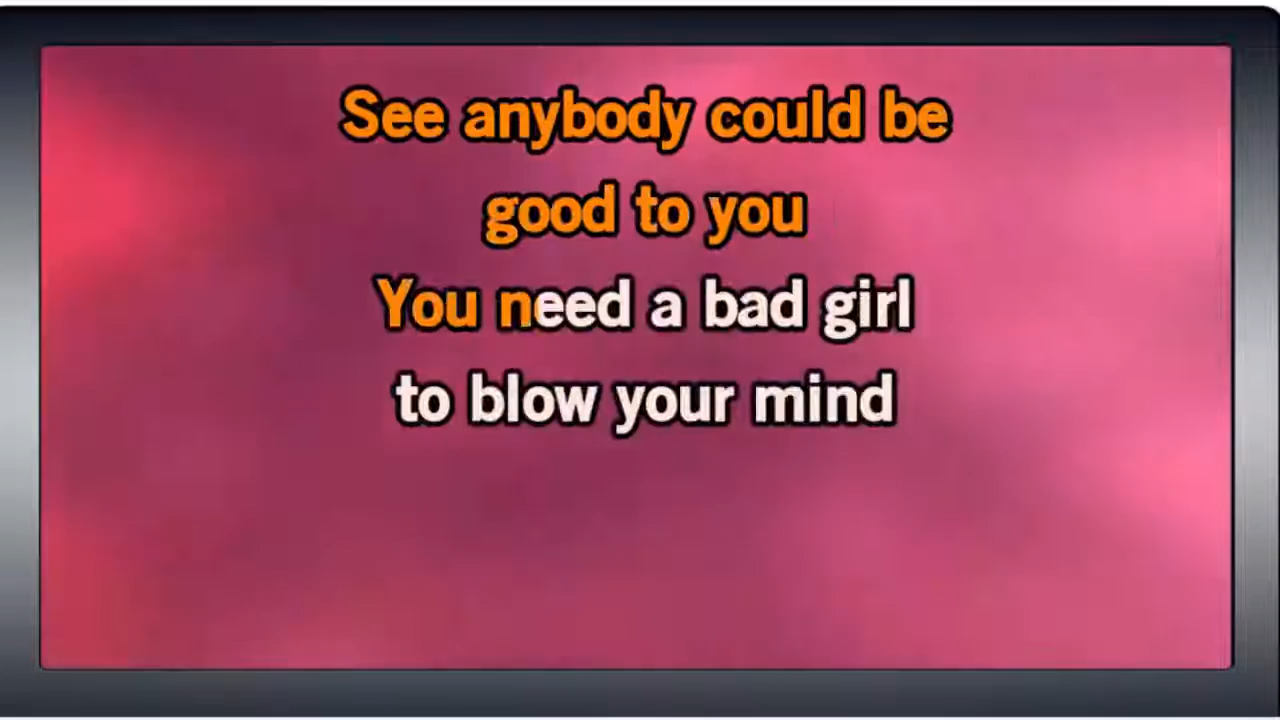 See anybody could be
good to you
You need a bad girl
to blow your mind